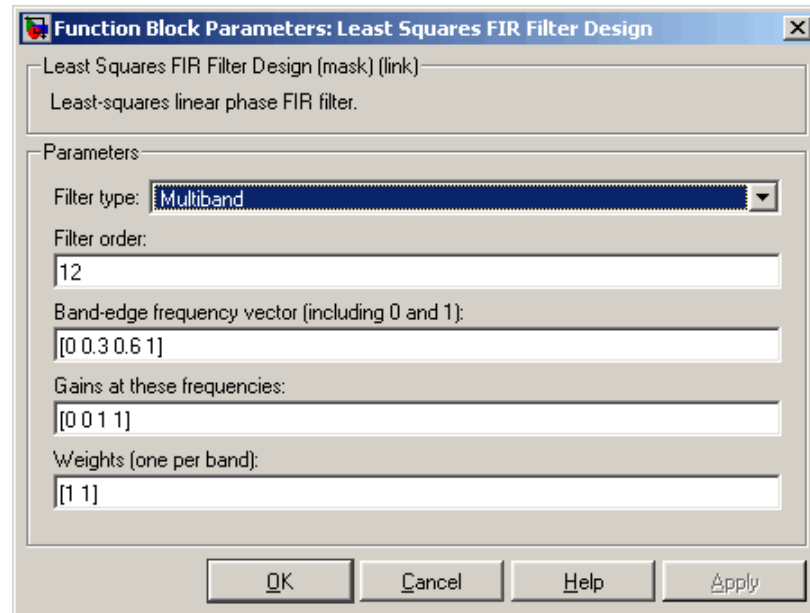 Function Block Parameters: Least Squares FIR Filter Design
Least Squares FIR Filter Design (mask) (link)
Least-squares linear phase FIR filter.
Parameters
Filter type: Multiband
Filter order:
12
Band-edge frequency vector (including 0 and 1):
[0 0.3 0.6 1]
Gains at these frequencies:
[0 0 1 1]
Weights (one per band):
[1 1]
OK Cancel Help Apply